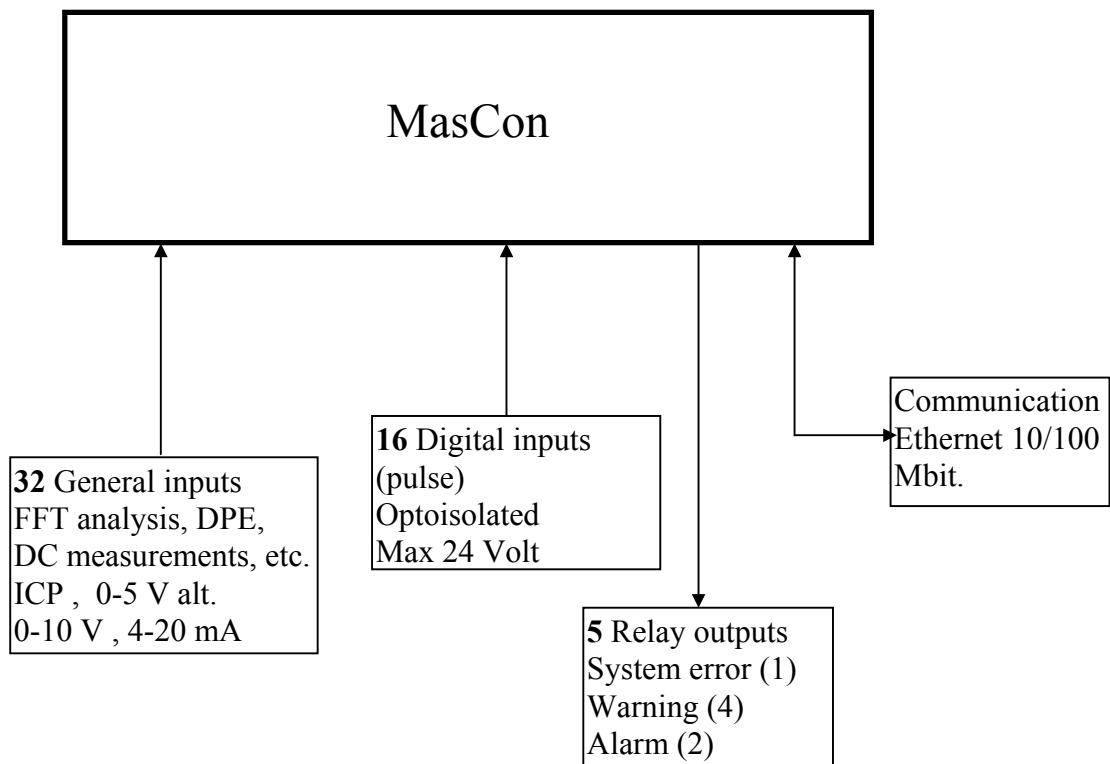 MasCon
32 General inputs
FFT analysis, DPE,
DC measurements, etc.
ICP , 0-5 V alt.
0-10 V , 4-20 mA
16 Digital inputs
(pulse)
Optoisolated
Max 24 Volt
5 Relay outputs
System error (1)
Warning (4)
Alarm (2)
Communication
Ethernet 10/100
Mbit.